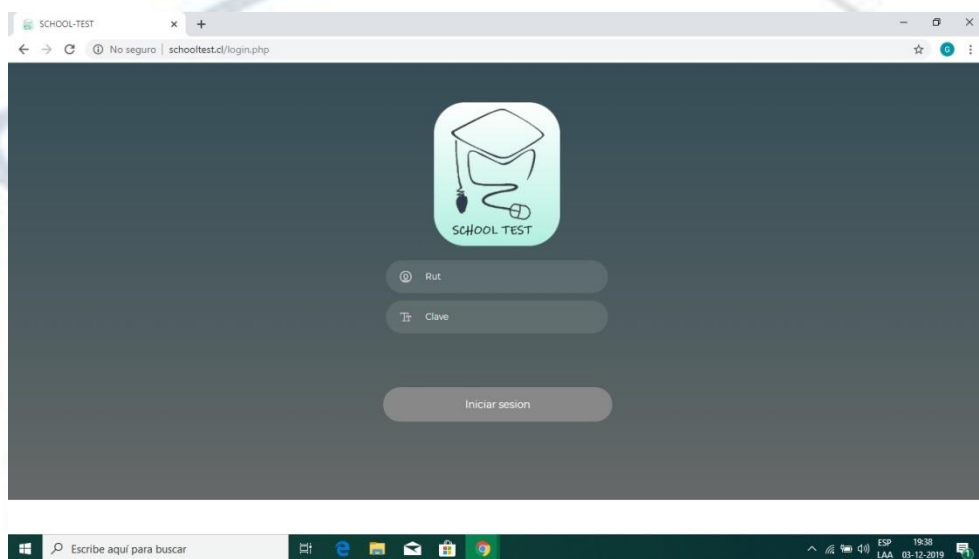 SCHOOL-TEST
No seguro | schooltest.cl/login.php
G
SCHOOL TEST
Rut
Tt Clave
Iniciar sesion
Escribe aquí para buscar
ESP 19:38
LAA 03-12-2019